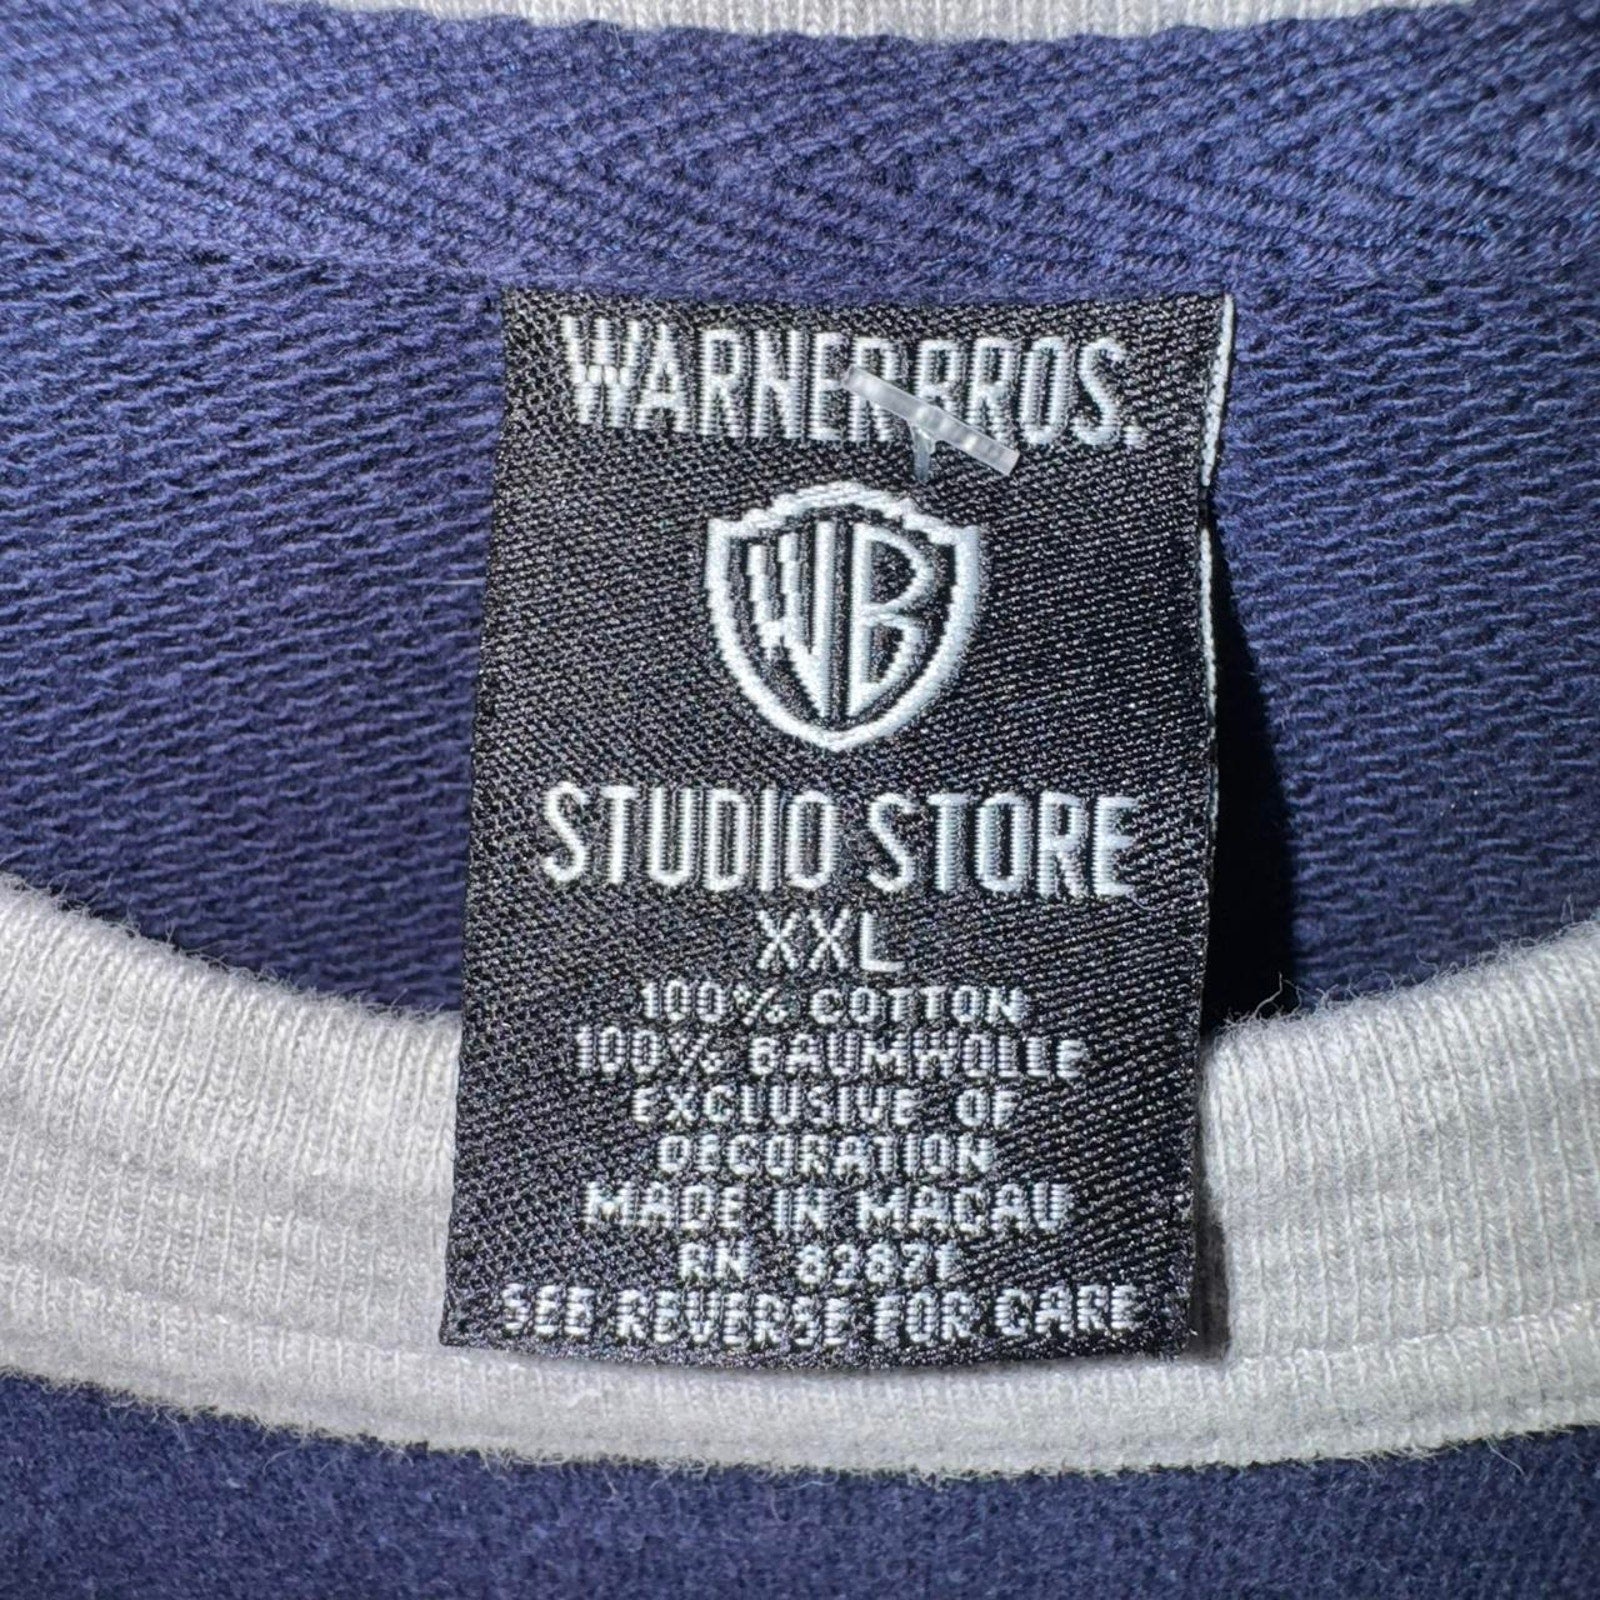 WARNER BROS.
WB
STUDIO STORE
XXL
100% COTTON
100% BAUMWOLLE
EXCLUSIVE OF
DECORATION
MADE IN MACAU
RN 82871
SEE REVERSE FOR CARE